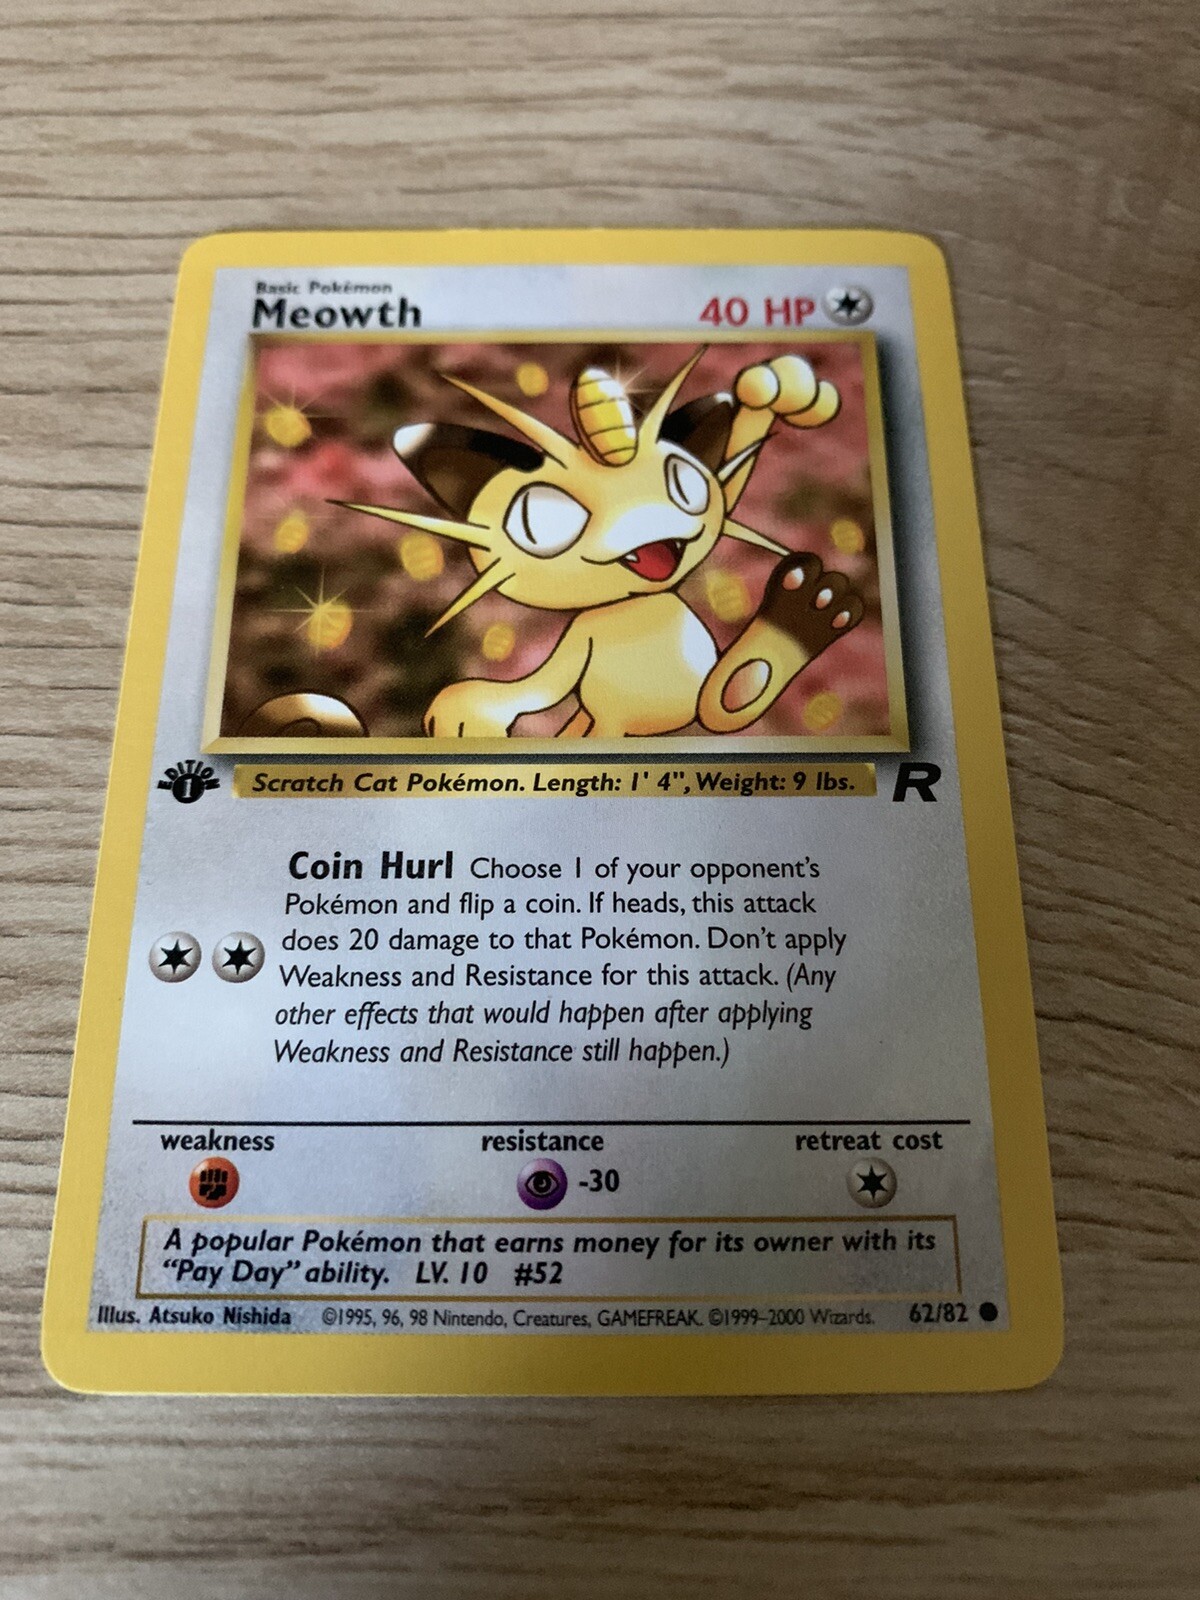 Basic Pokémon
Meowth 40 HP
EDITION
1
Scratch Cat Pokémon. Length: 1' 4", Weight: 9 lbs.
R
Coin Hurl Choose 1 of your opponent's
Pokémon and flip a coin. If heads, this attack
does 20 damage to that Pokémon. Don't apply
Weakness and Resistance for this attack. (Any
other effects that would happen after applying
Weakness and Resistance still happen.)
weakness resistance retreat cost
-30
A popular Pokémon that earns money for its owner with its
"Pay Day" ability. LV. 10 #52
Illus. Atsuko Nishida ©1995, 96, 98 Nintendo, Creatures, GAMEFREAK. ©1999–2000 Wizards. 62/82